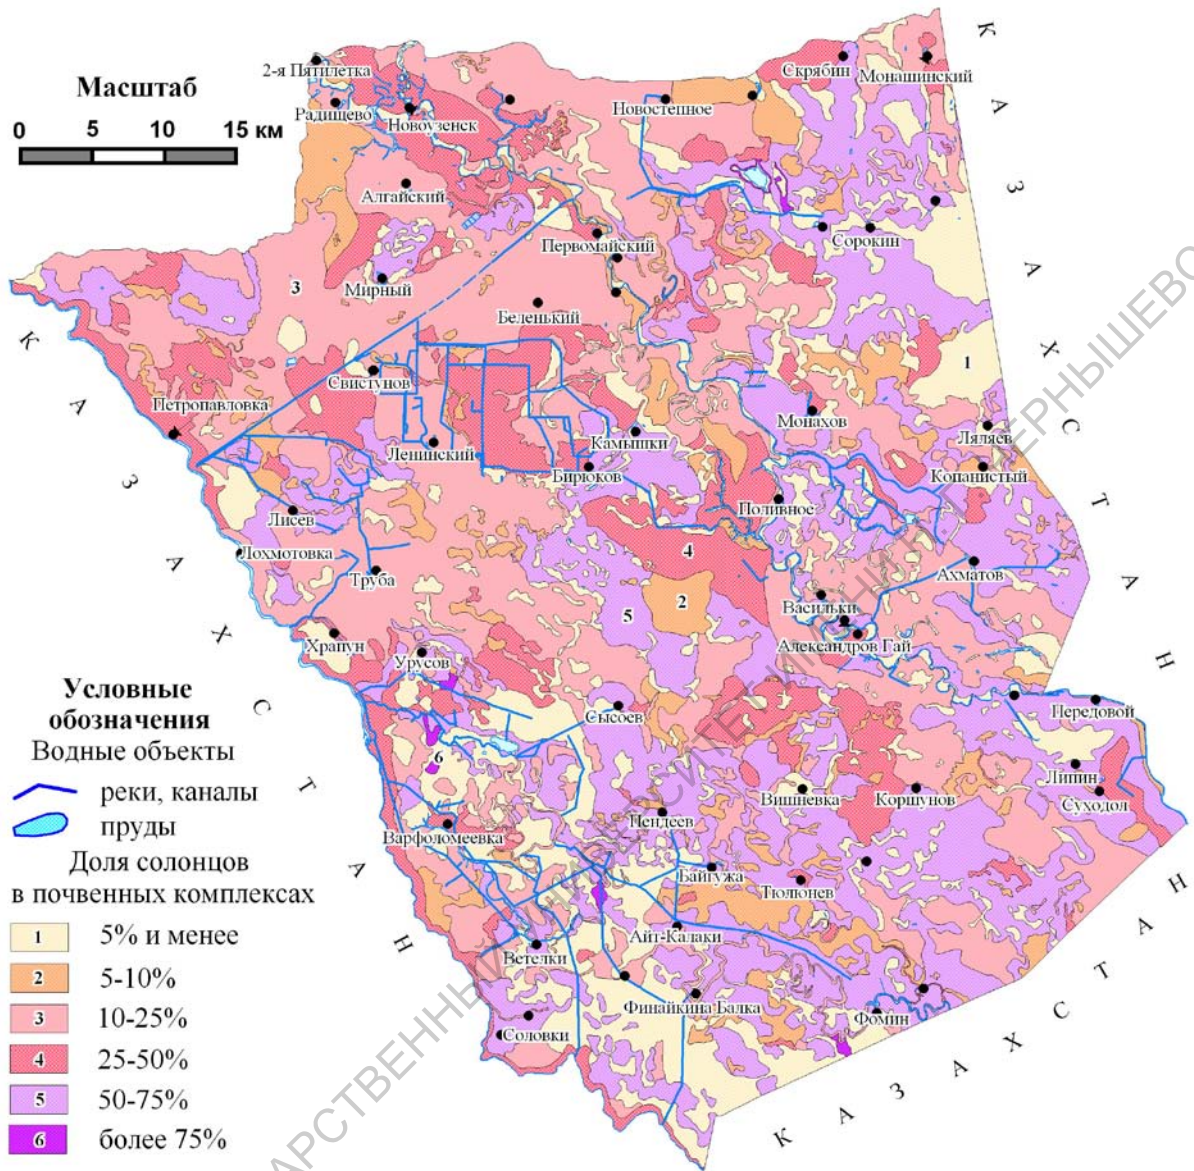 Масштаб
0 5 10 15 км
2-я Пятилетка
Радищево
Новоузенск
Новостепное
Скрябин
Монашинский
Алгайский
Первомайский
Сорокин
3
Мирный
Беленький
1
Свистунов
Петропавловка
Ленинский
Камышки
Бирюков
Монахов
Ляляев
Копанистый
Поливное
Лисев
Лохмотовка
Труба
4
2
5
Ахматов
Васильки
Александров Гай
Храпун
Урусов
Сысоев
Передовой
6
Липин
Суходол
Вишневка
Коршунов
Варфоломеевка
Пендеев
Байгужа
Тюлюнев
Айт-Калаки
Ветелки
Финайкина Балка
Фомин
Соловки
КАЗАХСТАН
КАЗАХСТАН
КАЗАХСТАН
Условные
обозначения
Водные объекты
реки, каналы
пруды
Доля солонцов
в почвенных комплексах
1 5% и менее
2 5-10%
3 10-25%
4 25-50%
5 50-75%
6 более 75%